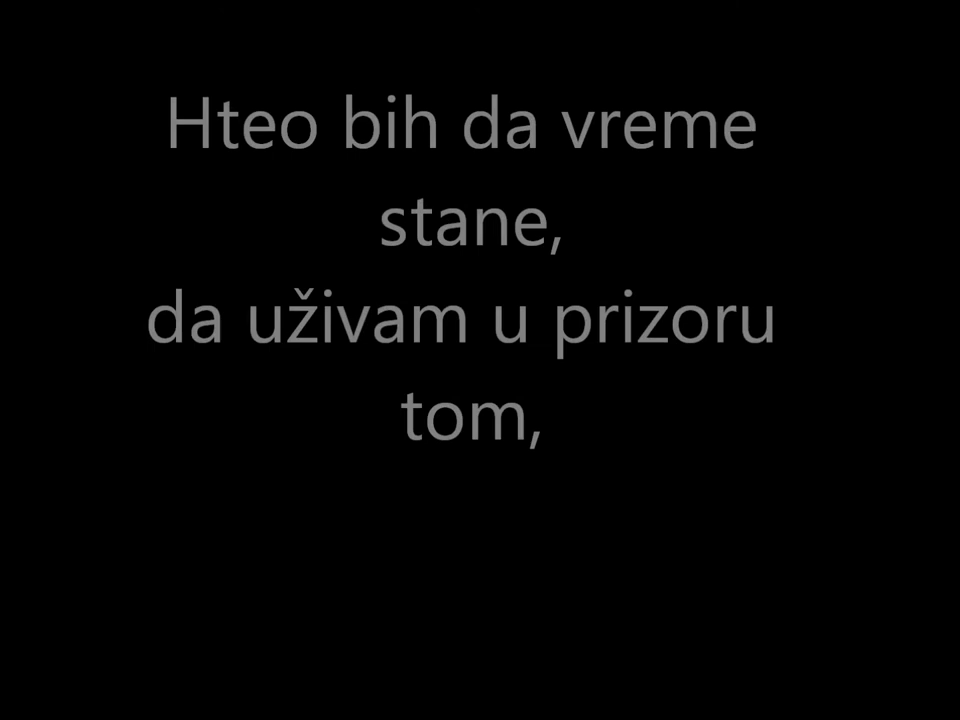 Hteo bih da vreme
stane,
da uživam u prizoru
tom,